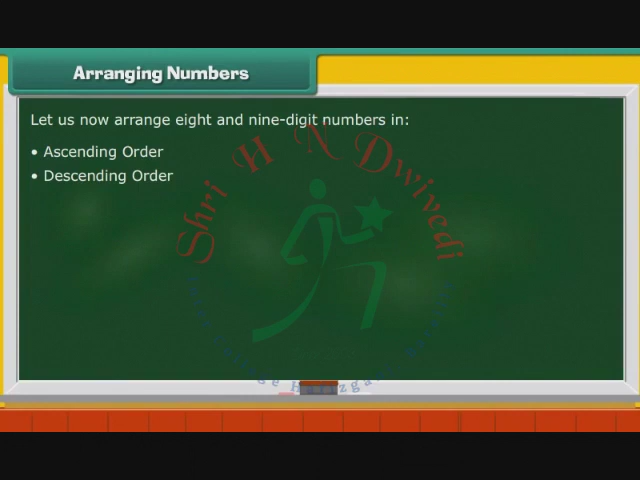 Arranging Numbers
Let us now arrange eight and nine-digit numbers in:
• Ascending Order
• Descending Order
Shri H N Dwivedi